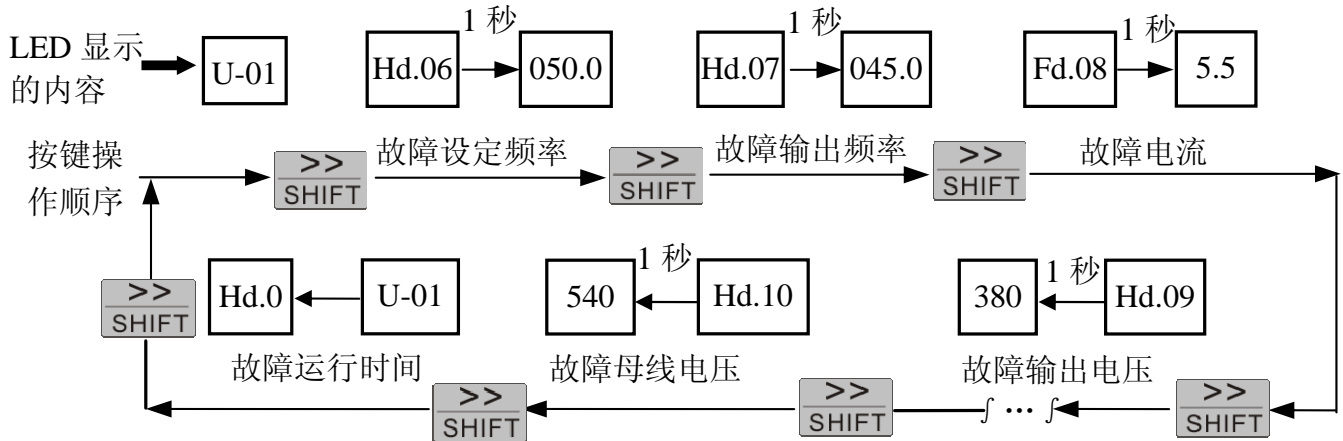 1 秒
1 秒
1 秒
LED 显示
的内容
U-01
Hd.06
050.0
Hd.07
045.0
Fd.08
5.5
按键操
作顺序
>>
SHIFT
故障设定频率
>>
SHIFT
故障输出频率
>>
SHIFT
故障电流
>>
SHIFT
Hd.0
U-01
540
1 秒
Hd.10
380
1 秒
Hd.09
故障运行时间
>>
SHIFT
故障母线电压
>>
SHIFT
故障输出电压
∫ … ∫
>>
SHIFT